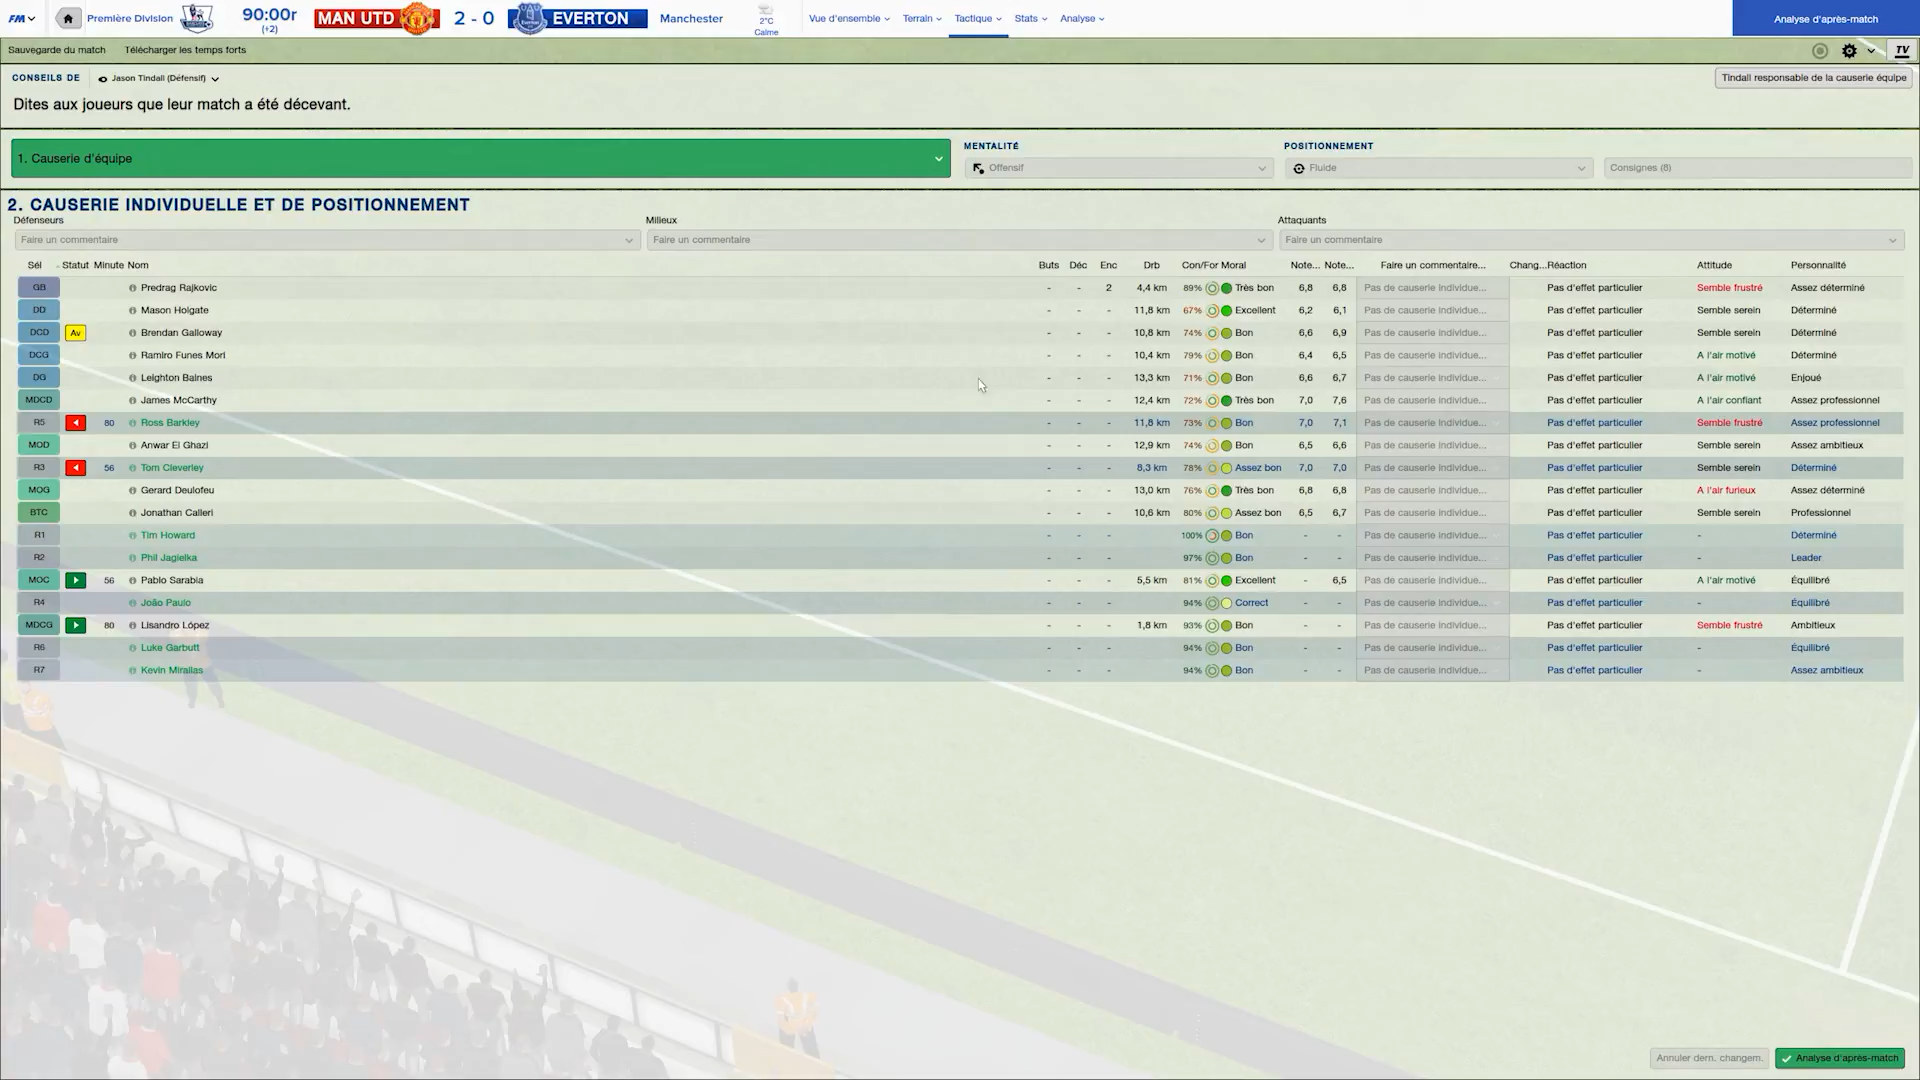 FM Première Division 90:00r (+2) MAN UTD 2 - 0 EVERTON Manchester 2°C Calme Vue d'ensemble Terrain Tactique Stats Analyse Analyse d'après-match
Sauvegarde du match Télécharger les temps forts TV
CONSEILS DE Jason Tindall (Défensif) Tindall responsable de la causerie équipe
Dites aux joueurs que leur match a été décevant.
1. Causerie d'équipe
MENTALITÉ POSITIONNEMENT
Offensif Fluide Consignes (8)
2. CAUSERIE INDIVIDUELLE ET DE POSITIONNEMENT
Défenseurs Milieux Attaquants
Faire un commentaire Faire un commentaire Faire un commentaire
Sél Statut Minute Nom Buts Déc Enc Drb Con/For Moral Note... Note... Faire un commentaire... Chang... Réaction Attitude Personnalité
GB Predrag Rajkovic - - 2 4,4 km 89% Très bon 6,8 6,8 Pas de causerie individue... Pas d'effet particulier Semble frustré Assez déterminé
DD Mason Holgate - - - 11,8 km 67% Excellent 6,2 6,1 Pas de causerie individue... Pas d'effet particulier Semble serein Déterminé
DCD Av Brendan Galloway - - - 10,8 km 74% Bon 6,6 6,9 Pas de causerie individue... Pas d'effet particulier Semble serein Déterminé
DCG Ramiro Funes Mori - - - 10,4 km 79% Bon 6,4 6,5 Pas de causerie individue... Pas d'effet particulier A l'air motivé Déterminé
DG Leighton Baines - - - 13,3 km 71% Bon 6,6 6,7 Pas de causerie individue... Pas d'effet particulier A l'air motivé Enjoué
MDCD James McCarthy - - - 12,4 km 72% Très bon 7,0 7,6 Pas de causerie individue... Pas d'effet particulier A l'air confiant Assez professionnel
R5 80 Ross Barkley - - - 11,8 km 73% Bon 7,0 7,1 Pas de causerie individue... Pas d'effet particulier Semble frustré Assez professionnel
MOD Anwar El Ghazi - - - 12,9 km 74% Bon 6,5 6,6 Pas de causerie individue... Pas d'effet particulier Semble serein Assez ambitieux
R3 56 Tom Cleverley - - - 8,3 km 78% Assez bon 7,0 7,0 Pas de causerie individue... Pas d'effet particulier Semble serein Déterminé
MOG Gerard Deulofeu - - - 13,0 km 76% Très bon 6,8 6,8 Pas de causerie individue... Pas d'effet particulier A l'air furieux Assez déterminé
BTC Jonathan Calleri - - - 10,6 km 80% Assez bon 6,5 6,7 Pas de causerie individue... Pas d'effet particulier Semble serein Professionnel
R1 Tim Howard 100% Bon - - Pas de causerie individue... Pas d'effet particulier - Déterminé
R2 Phil Jagielka 97% Bon - - Pas de causerie individue... Pas d'effet particulier - Leader
MOC 56 Pablo Sarabia - - - 5,5 km 81% Excellent - 6,5 Pas de causerie individue... Pas d'effet particulier A l'air motivé Équilibré
R4 João Paulo 94% Correct - - Pas de causerie individue... Pas d'effet particulier - Équilibré
MDCG 80 Lisandro López - - - 1,8 km 93% Bon - - Pas de causerie individue... Pas d'effet particulier Semble frustré Ambitieux
R6 Luke Garbutt 94% Bon - - Pas de causerie individue... Pas d'effet particulier - Équilibré
R7 Kevin Mirallas 94% Bon - - Pas de causerie individue... Pas d'effet particulier - Assez ambitieux
Annuler dern. changem. Analyse d'après-match